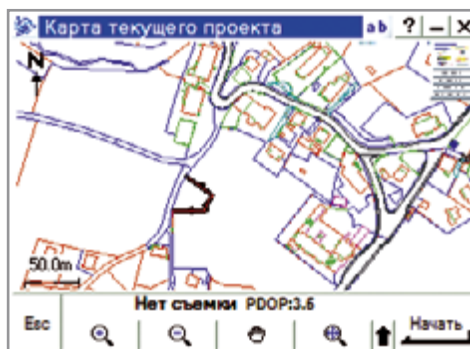 Карта текущего проекта ab ? – ×
N
50.0m
Нет съемки PDOP:3.6
Esc Начать